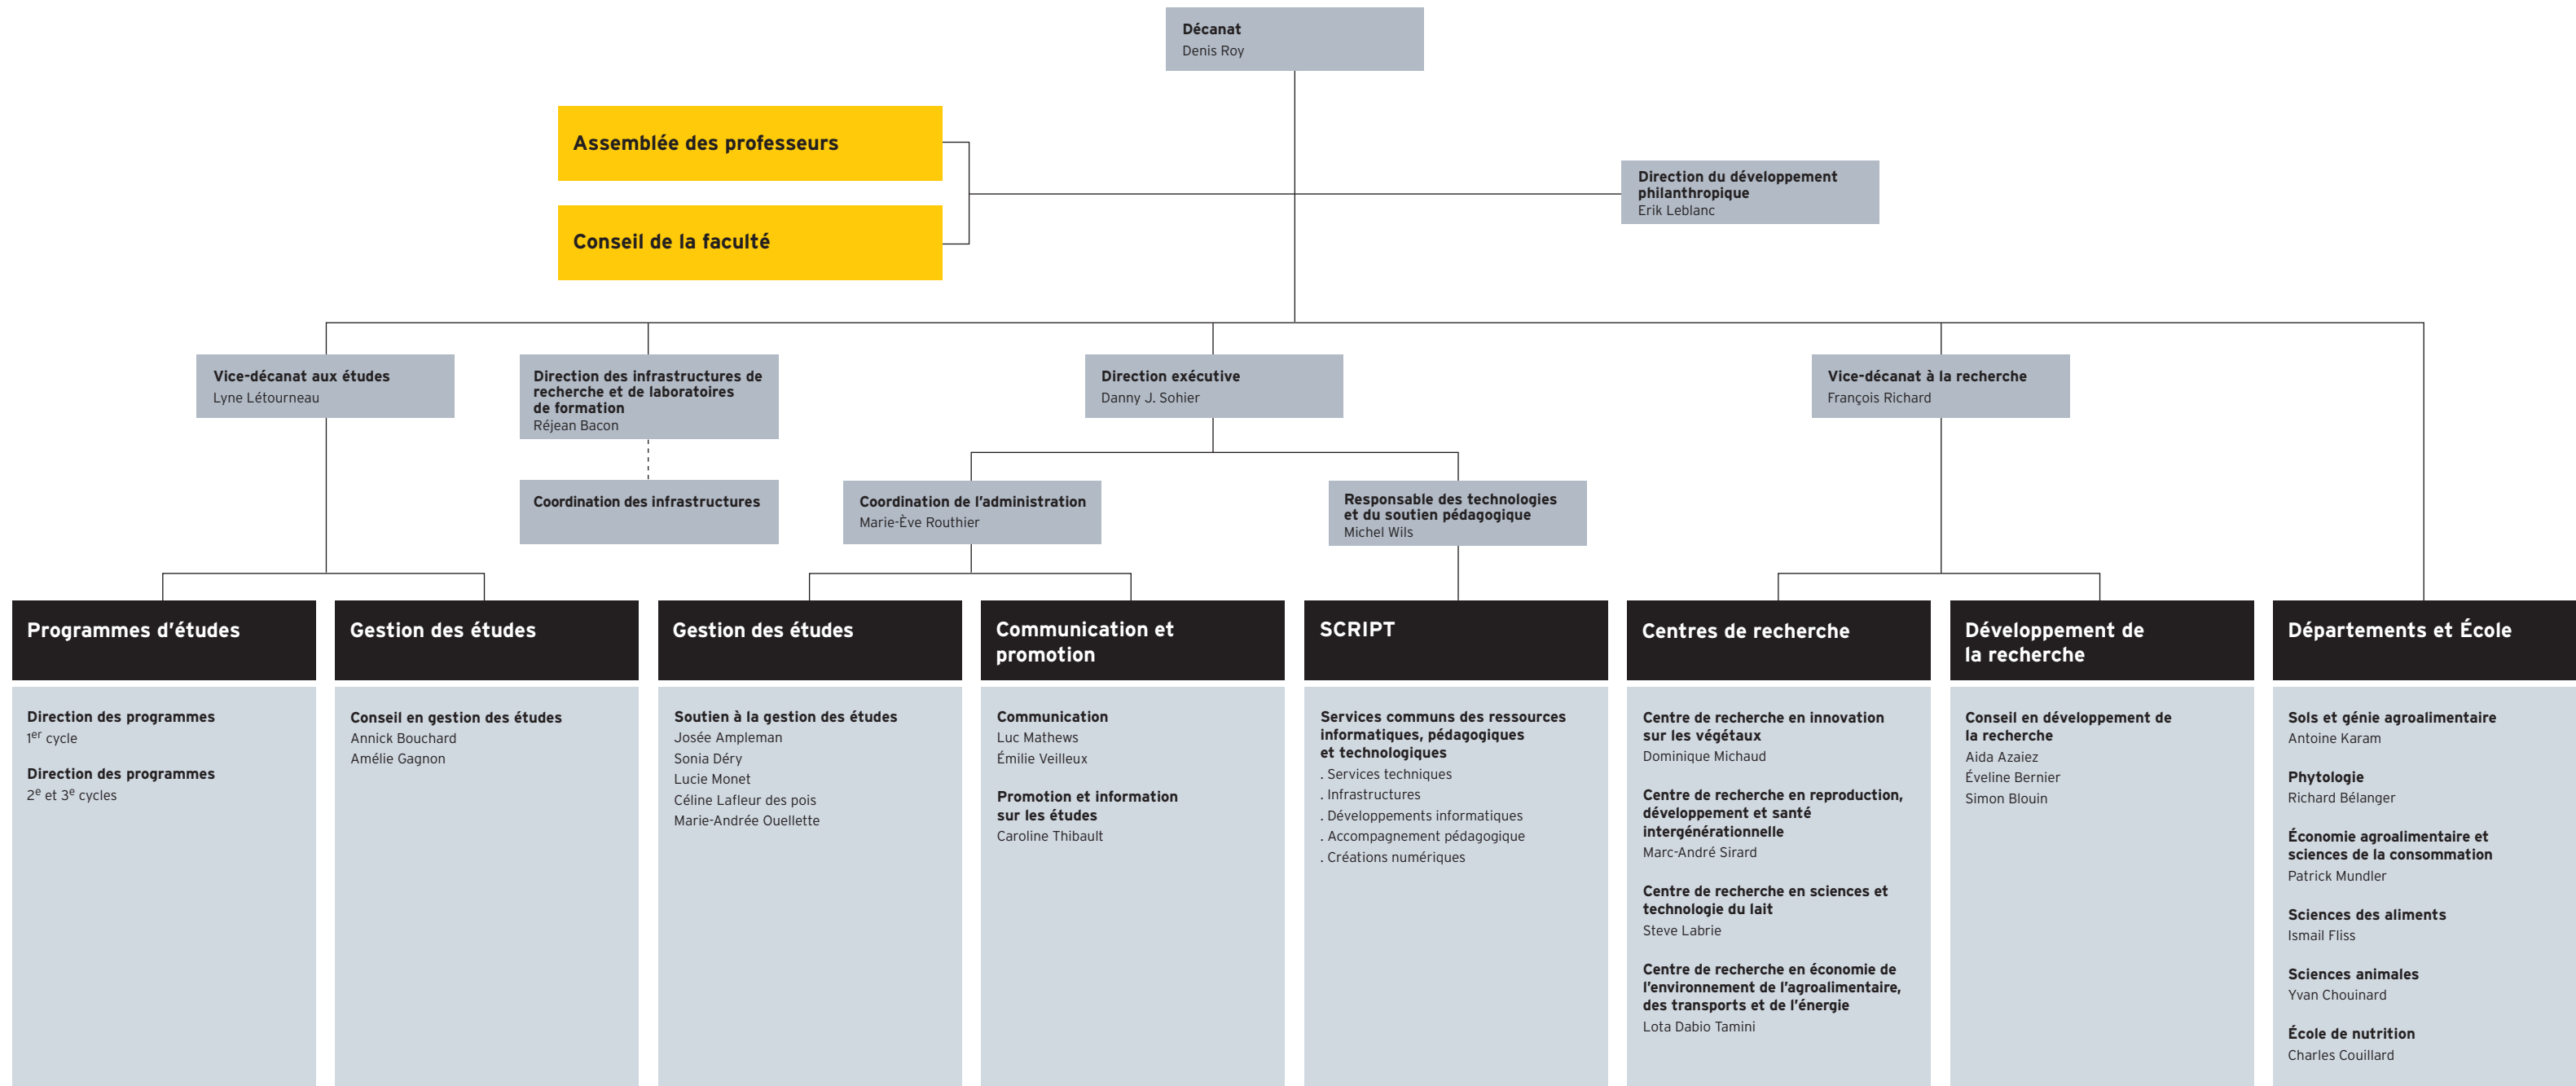 Décanat
Denis Roy
Assemblée des professeurs
Conseil de la faculté
Direction du développement
philanthropique
Erik Leblanc
Vice-décanat aux études
Lyne Létourneau
Direction des infrastructures de
recherche et de laboratoires
de formation
Réjean Bacon
Direction exécutive
Danny J. Sohier
Vice-décanat à la recherche
François Richard
Coordination des infrastructures
Coordination de l'administration
Marie-Ève Routhier
Responsable des technologies
et du soutien pédagogique
Michel Wils
Programmes d'études
Direction des programmes
1er cycle
Direction des programmes
2e et 3e cycles
Gestion des études
Conseil en gestion des études
Annick Bouchard
Amélie Gagnon
Gestion des études
Soutien à la gestion des études
Josée Ampleman
Sonia Déry
Lucie Monet
Céline Lafleur des pois
Marie-Andrée Ouellette
Communication et
promotion
Communication
Luc Mathews
Émilie Veilleux
Promotion et information
sur les études
Caroline Thibault
SCRIPT
Services communs des ressources
informatiques, pédagogiques
et technologiques
. Services techniques
. Infrastructures
. Développements informatiques
. Accompagnement pédagogique
. Créations numériques
Centres de recherche
Centre de recherche en innovation
sur les végétaux
Dominique Michaud
Centre de recherche en reproduction,
développement et santé
intergénérationnelle
Marc-André Sirard
Centre de recherche en sciences et
technologie du lait
Steve Labrie
Centre de recherche en économie de
l'environnement de l'agroalimentaire,
des transports et de l'énergie
Lota Dabio Tamini
Développement de
la recherche
Conseil en développement de
la recherche
Aida Azaiez
Éveline Bernier
Simon Blouin
Départements et École
Sols et génie agroalimentaire
Antoine Karam
Phytologie
Richard Bélanger
Économie agroalimentaire et
sciences de la consommation
Patrick Mundler
Sciences des aliments
Ismail Fliss
Sciences animales
Yvan Chouinard
École de nutrition
Charles Couillard